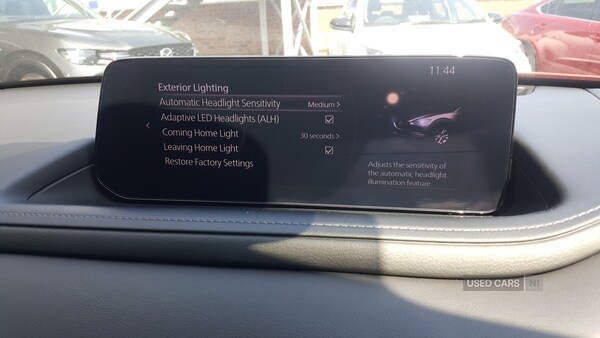 11:44
Exterior Lighting
Automatic Headlight Sensitivity Medium >
Adaptive LED Headlights (ALH)
Coming Home Light 30 seconds >
Leaving Home Light
Restore Factory Settings
Adjusts the sensitivity
of the automatic headlight
illumination feature.
USED CARS NI